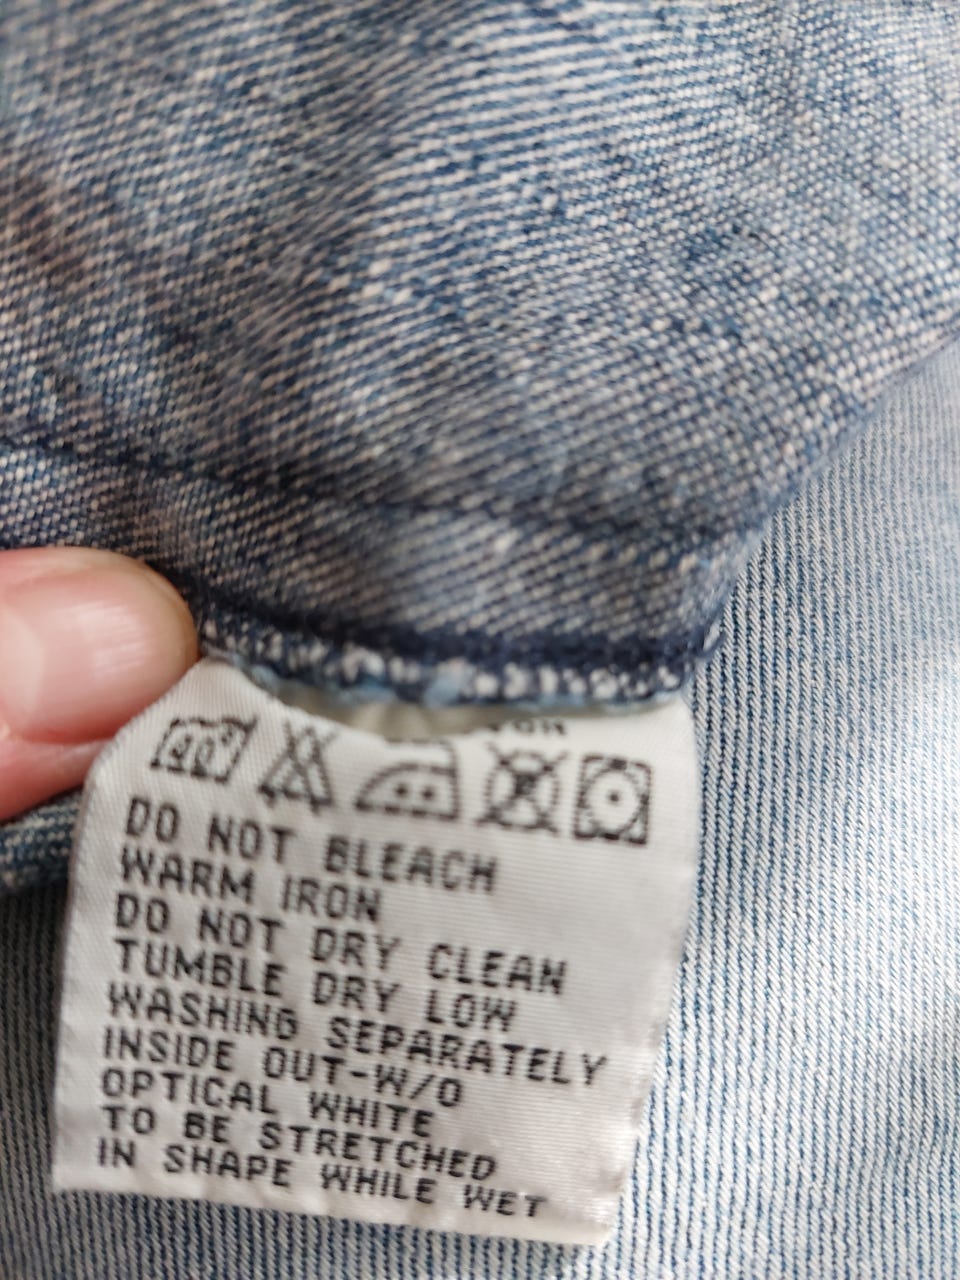 40°
DO NOT BLEACH
WARM IRON
DO NOT DRY CLEAN
TUMBLE DRY LOW
WASHING SEPARATELY
INSIDE OUT-W/O
OPTICAL WHITE
TO BE STRETCHED
IN SHAPE WHILE WET